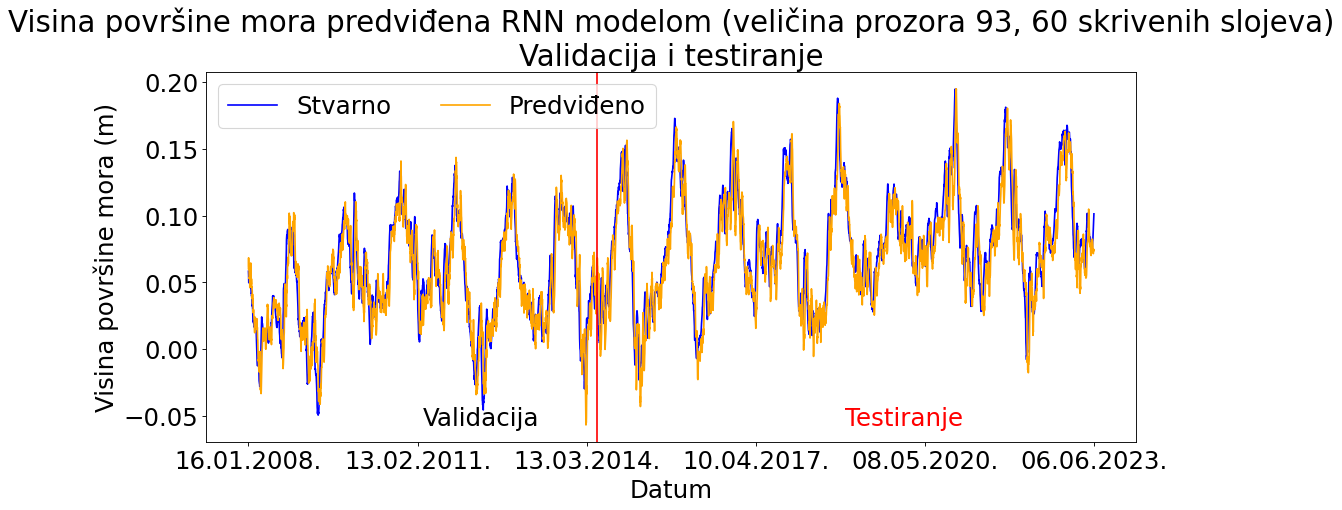 Visina površine mora predviđena RNN modelom (veličina prozora 93, 60 skrivenih slojeva)
Validacija i testiranje
Stvarno
Predviđeno
Visina površine mora (m)
0.20
0.15
0.10
0.05
0.00
−0.05
Validacija
Testiranje
16.01.2008.
13.02.2011.
13.03.2014.
10.04.2017.
08.05.2020.
06.06.2023.
Datum